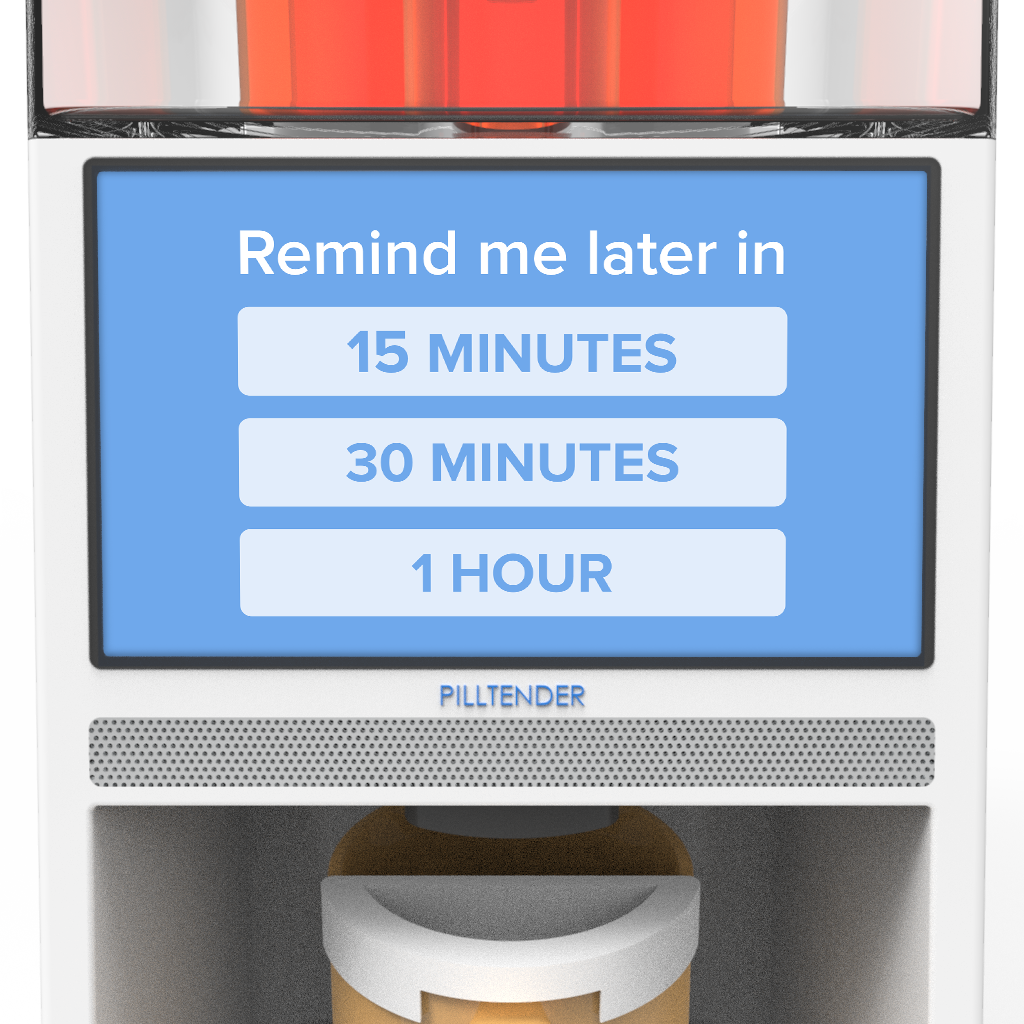 Remind me later in
15 MINUTES
30 MINUTES
1 HOUR
PILLTENDER